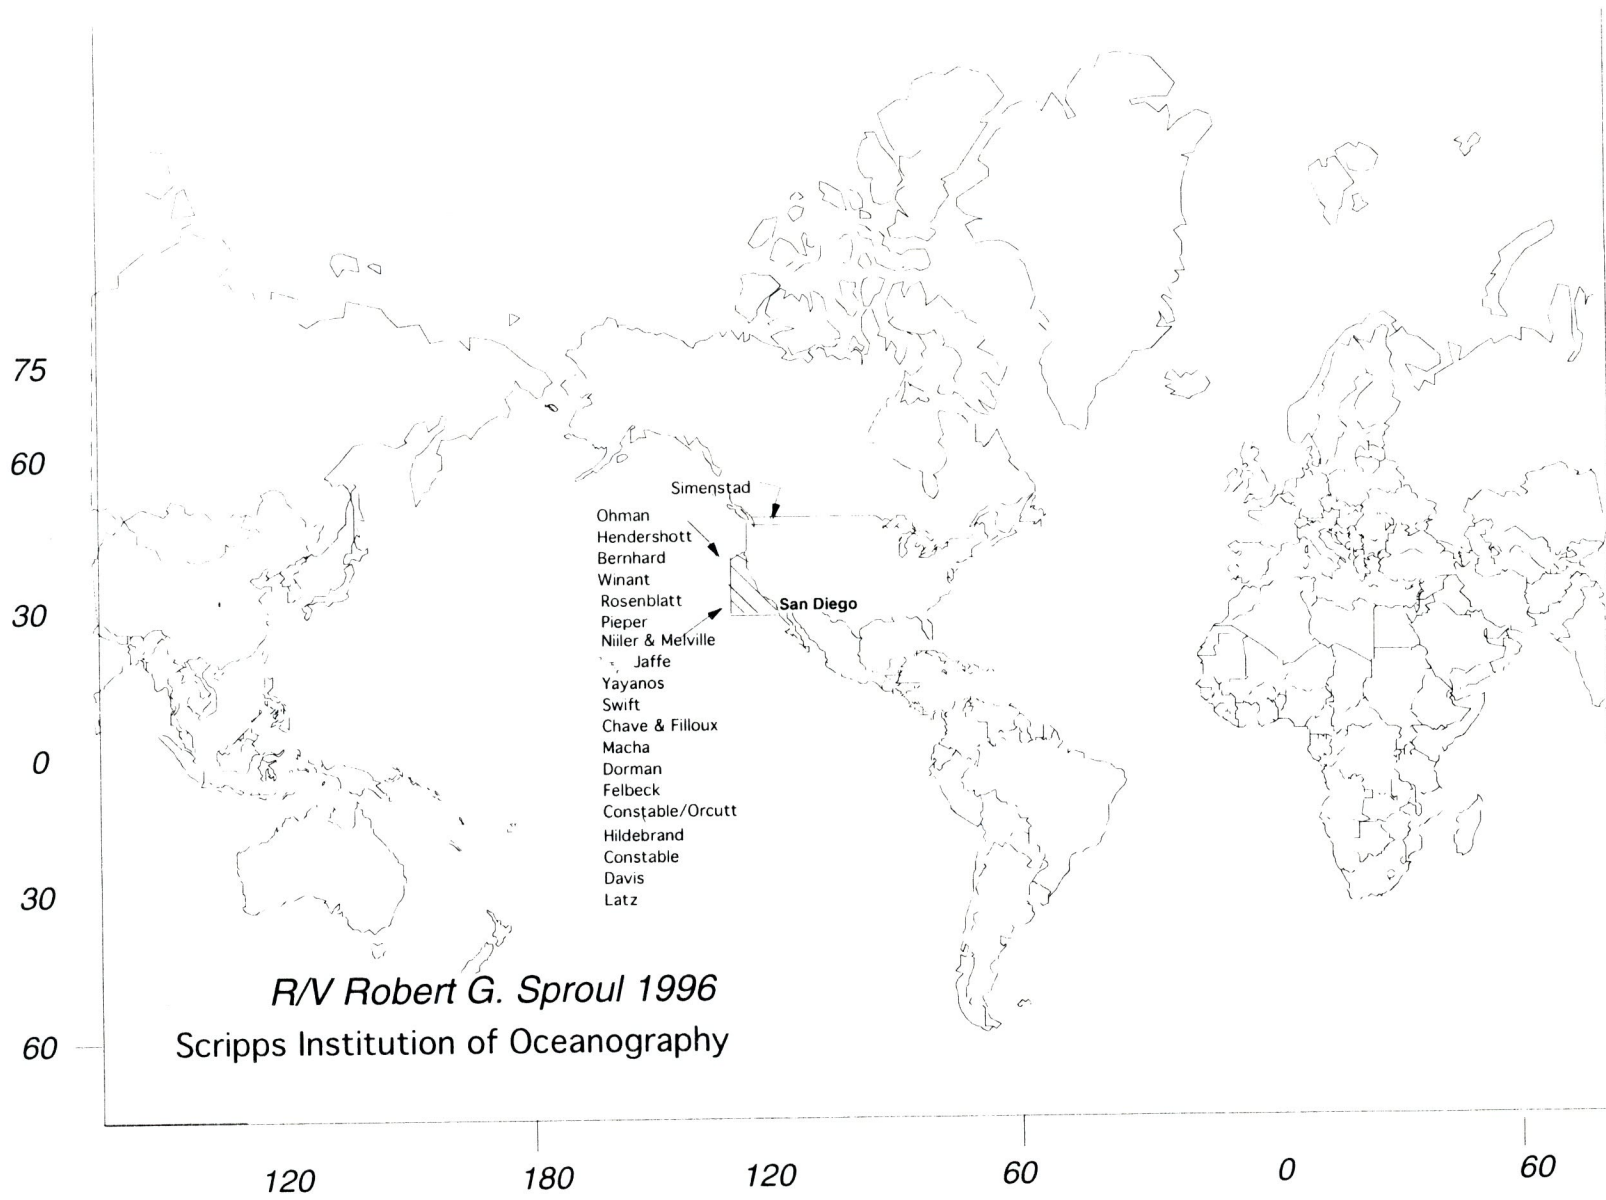 75
60
30
0
30
60
Simenstad
Ohman
Hendershott
Bernhard
Winant
Rosenblatt
Pieper
Niiler & Melville
Jaffe
Yayanos
Swift
Chave & Filloux
Macha
Dorman
Felbeck
Constable/Orcutt
Hildebrand
Constable
Davis
Latz
San Diego
R/V Robert G. Sproul 1996
Scripps Institution of Oceanography
120 180 120 60 0 60